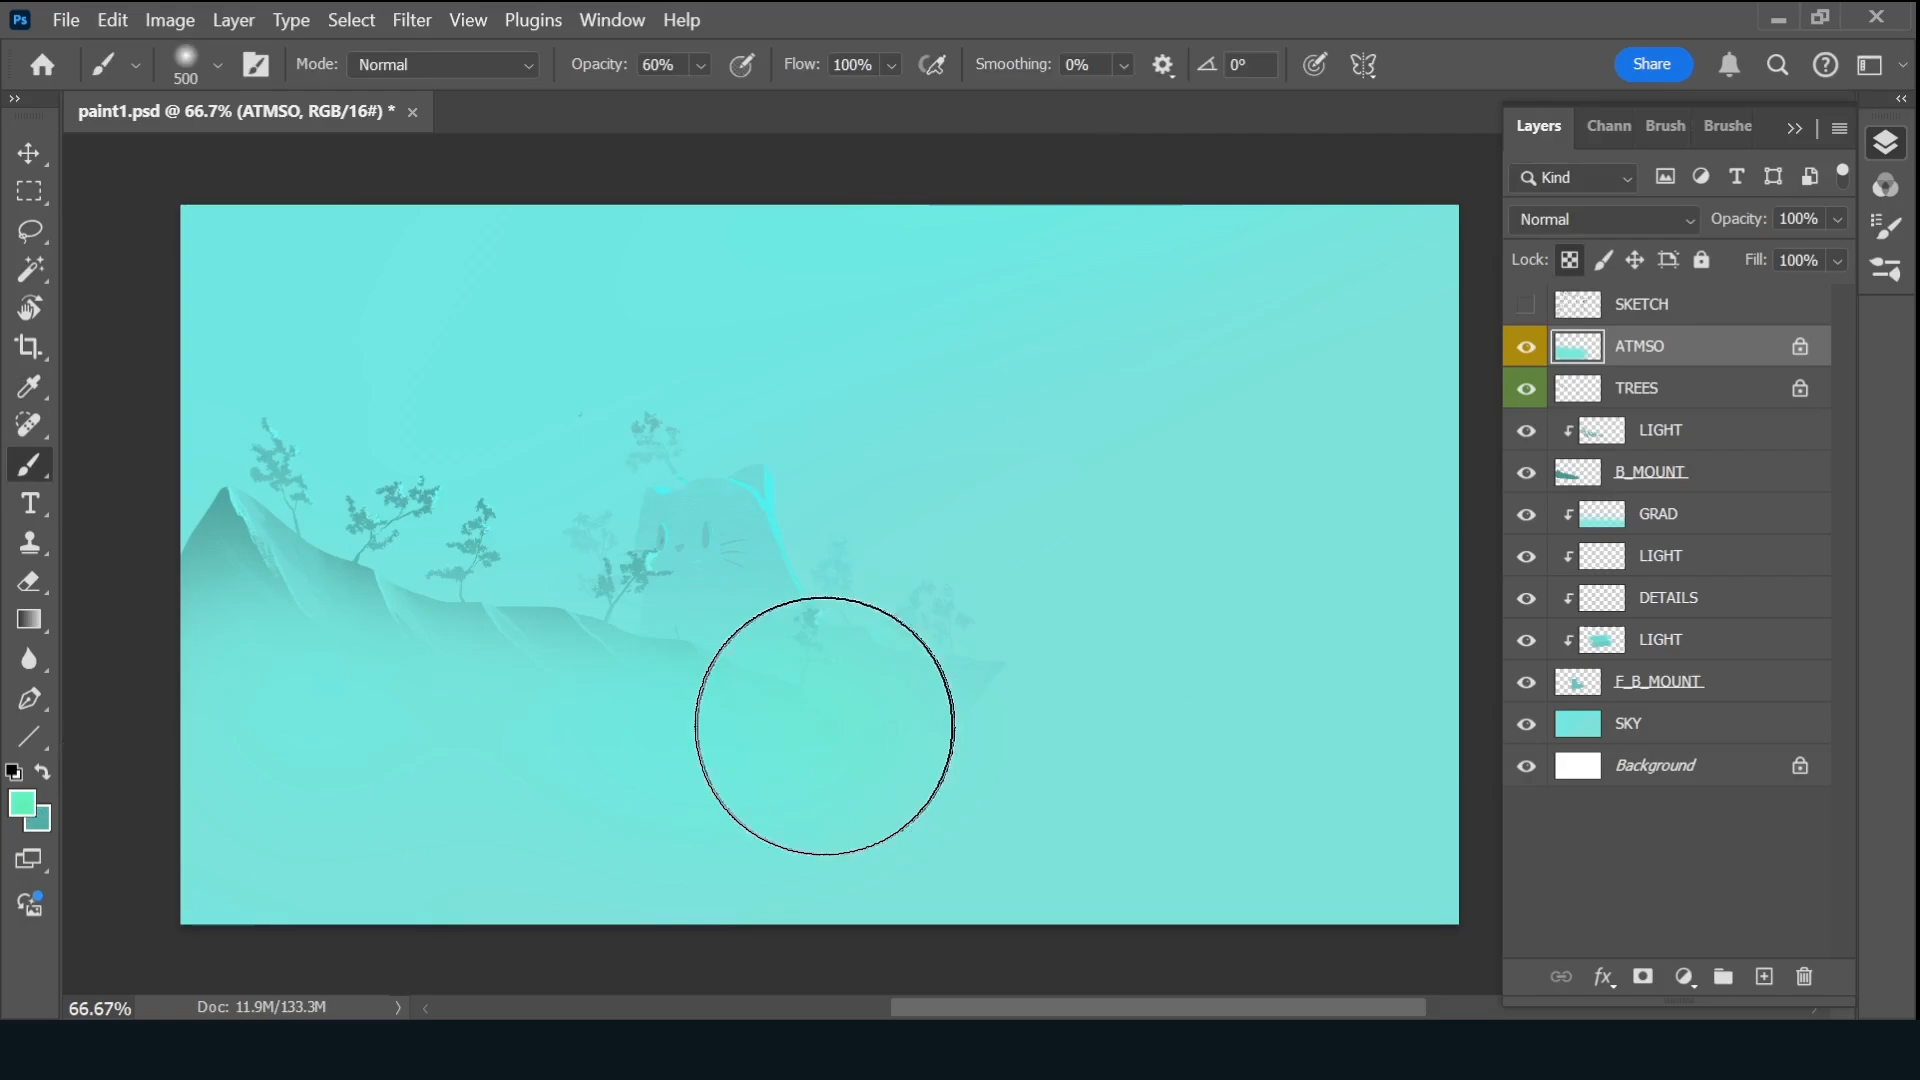 Ps File Edit Image Layer Type Select Filter View Plugins Window Help
500 Mode: Normal Opacity: 60% Flow: 100% Smoothing: 0% 0° Share
paint1.psd @ 66.7% (ATMSO, RGB/16#) *
Layers Chann Brush Brushe
Kind
Normal Opacity: 100%
Lock: Fill: 100%
SKETCH
ATMSO
TREES
LIGHT
B_MOUNT
GRAD
LIGHT
DETAILS
LIGHT
F_B_MOUNT
SKY
Background
fx
66.67% Doc: 11.9M/133.3M